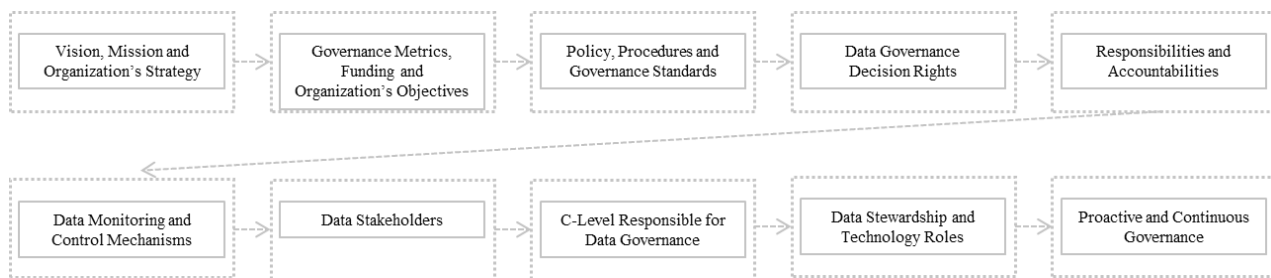 Vision, Mission and
Organization's Strategy
Governance Metrics,
Funding and
Organization's Objectives
Policy, Procedures and
Governance Standards
Data Governance
Decision Rights
Responsibilities and
Accountabilities
Data Monitoring and
Control Mechanisms
Data Stakeholders
C-Level Responsible for
Data Governance
Data Stewardship and
Technology Roles
Proactive and Continuous
Governance